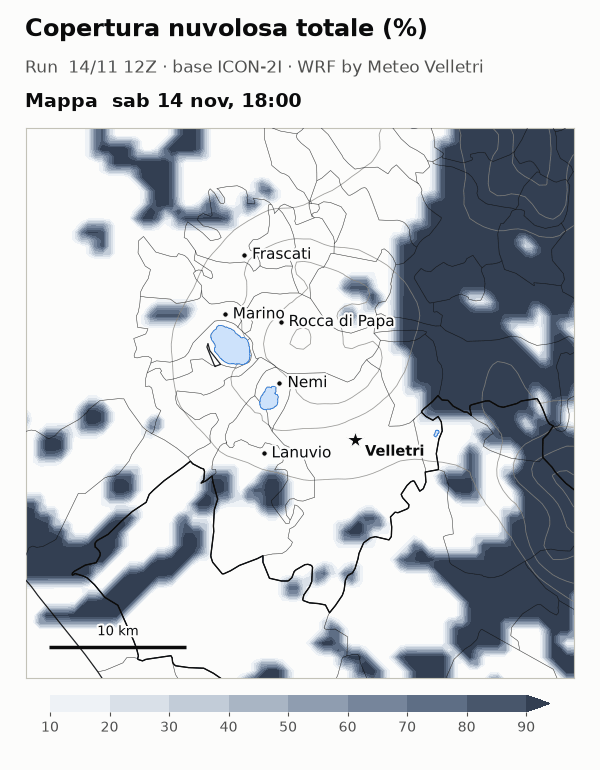 Copertura nuvolosa totale (%)
Run  14/11 12Z · base ICON-2I · WRF by Meteo Velletri
Mappa  sab 14 nov, 18:00
Frascati
Marino
Rocca di Papa
Nemi
Velletri
Lanuvio
10 km
10 20 30 40 50 60 70 80 90